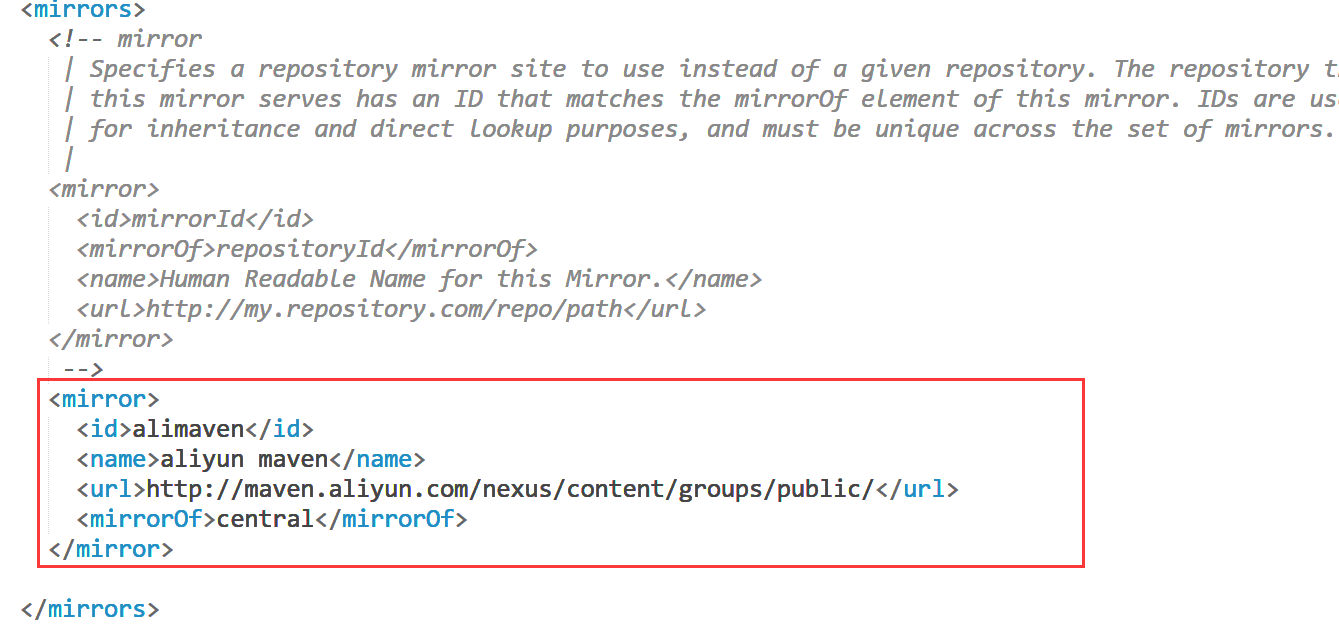 <mirrors>
<!-- mirror
| Specifies a repository mirror site to use instead of a given repository. The repository
| this mirror serves has an ID that matches the mirrorOf element of this mirror. IDs are
| for inheritance and direct lookup purposes, and must be unique across the set of mirrors.
|
<mirror>
<id>mirrorId</id>
<mirrorOf>repositoryId</mirrorOf>
<name>Human Readable Name for this Mirror.</name>
<url>http://my.repository.com/repo/path</url>
</mirror>
-->
<mirror>
<id>alimaven</id>
<name>aliyun maven</name>
<url>http://maven.aliyun.com/nexus/content/groups/public/</url>
<mirrorOf>central</mirrorOf>
</mirror>
</mirrors>